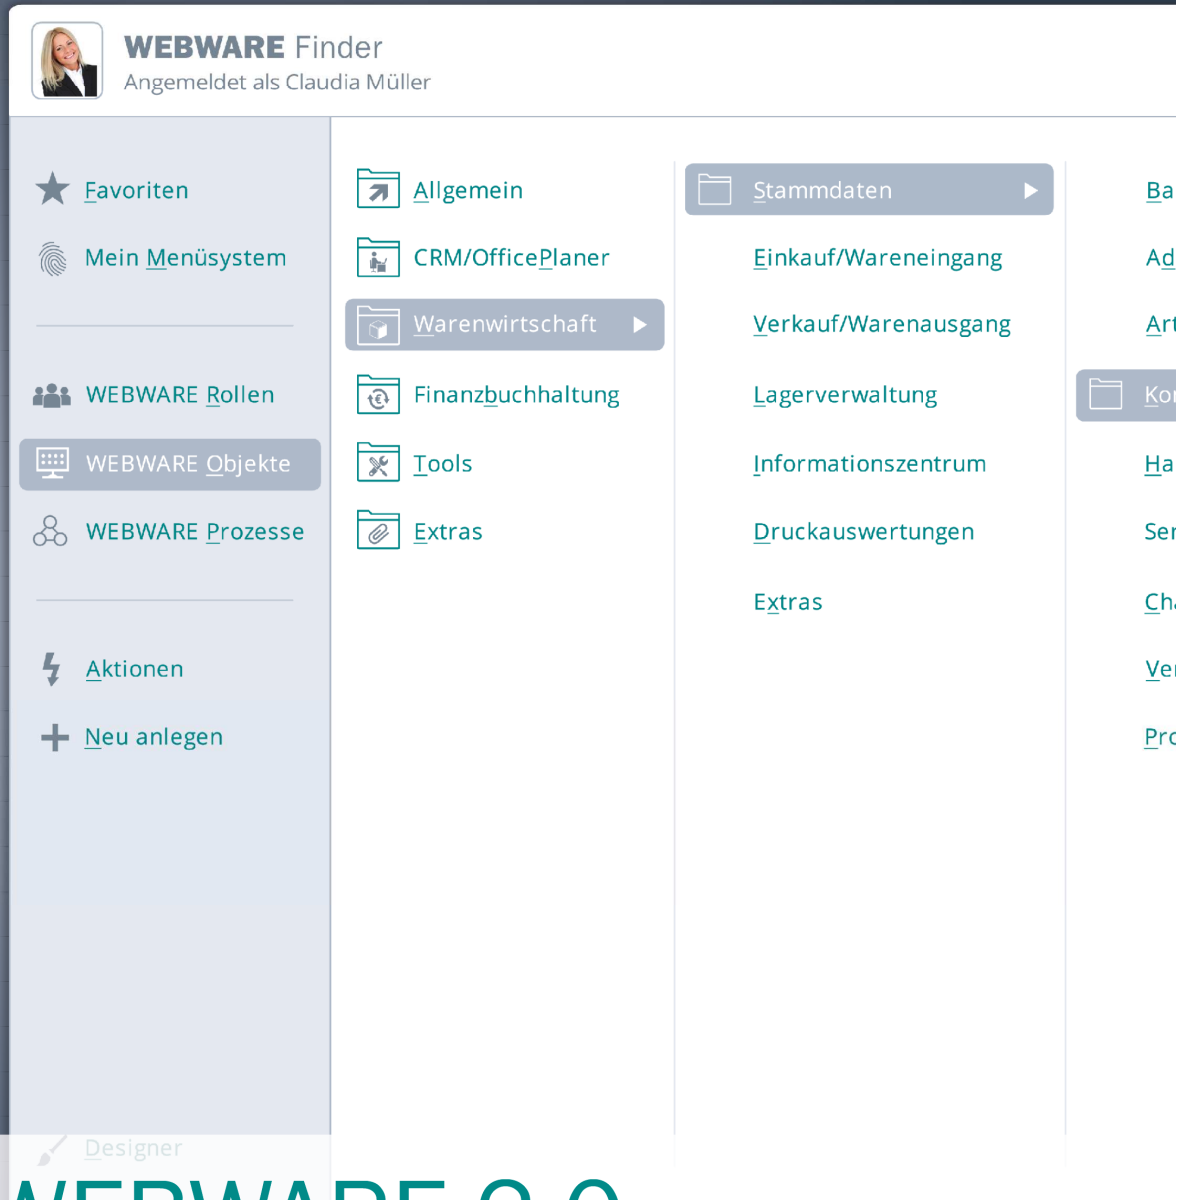 WEBWARE Finder
Angemeldet als Claudia Müller
Favoriten
Mein Menüsystem
WEBWARE Rollen
WEBWARE Objekte
WEBWARE Prozesse
Aktionen
Neu anlegen
Designer
Allgemein
CRM/OfficePlaner
Warenwirtschaft
Finanzbuchhaltung
Tools
Extras
Stammdaten
Einkauf/Wareneingang
Verkauf/Warenausgang
Lagerverwaltung
Informationszentrum
Druckauswertungen
Extras
WEBWARE